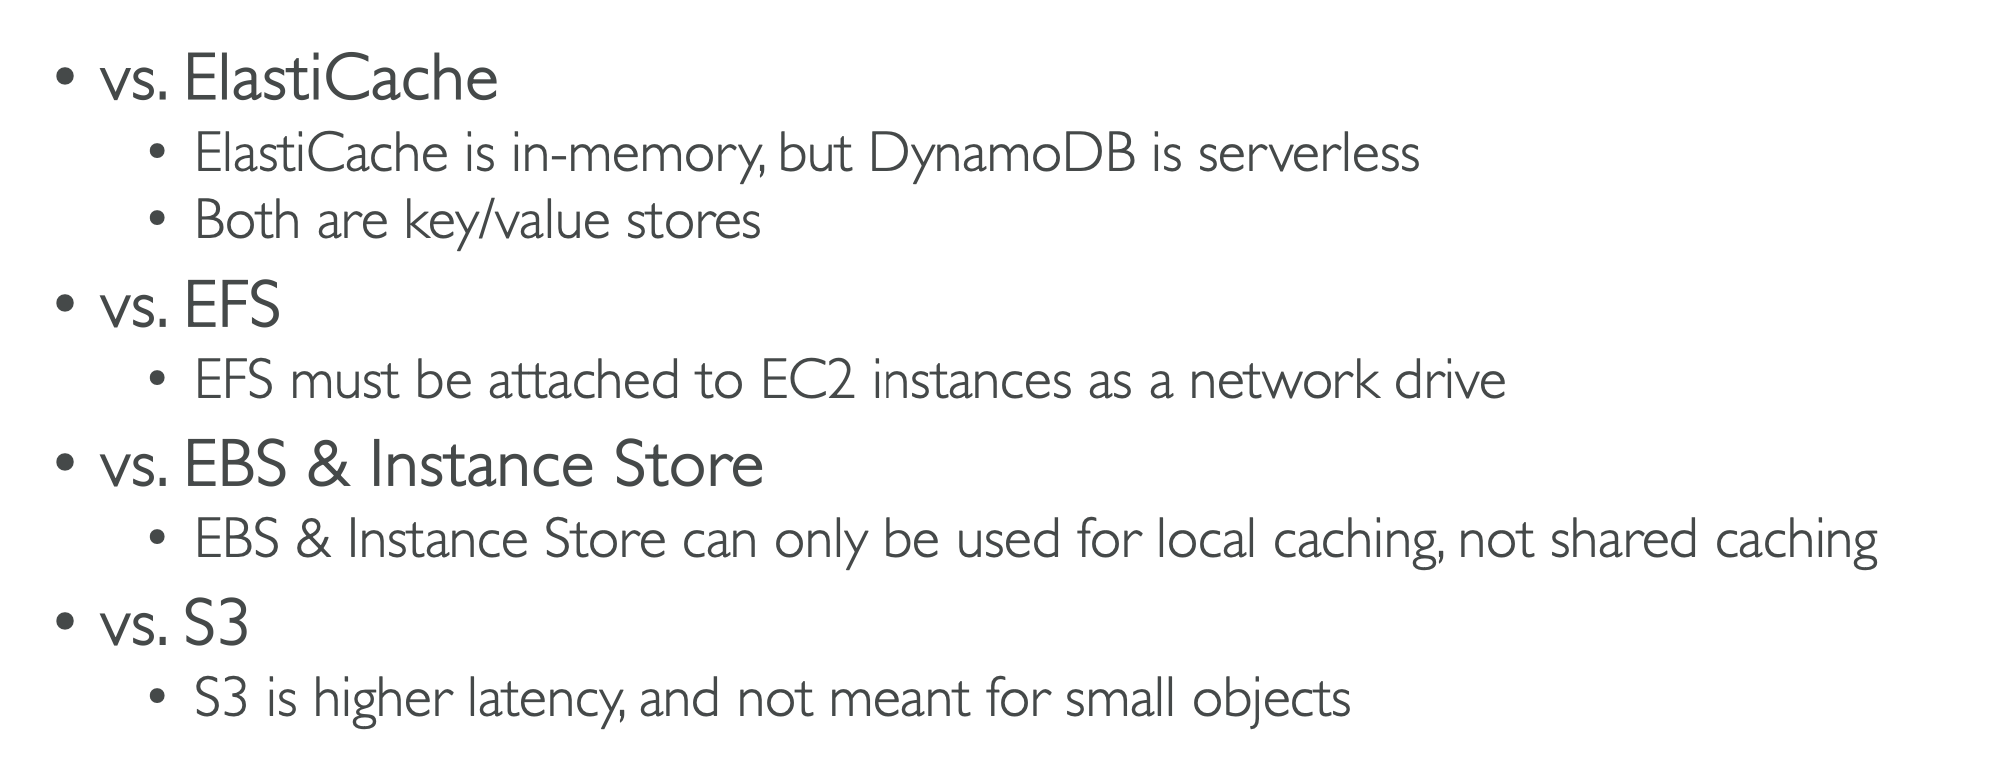 • vs. ElastiCache
• ElastiCache is in-memory, but DynamoDB is serverless
• Both are key/value stores
• vs. EFS
• EFS must be attached to EC2 instances as a network drive
• vs. EBS & Instance Store
• EBS & Instance Store can only be used for local caching, not shared caching
• vs. S3
• S3 is higher latency, and not meant for small objects